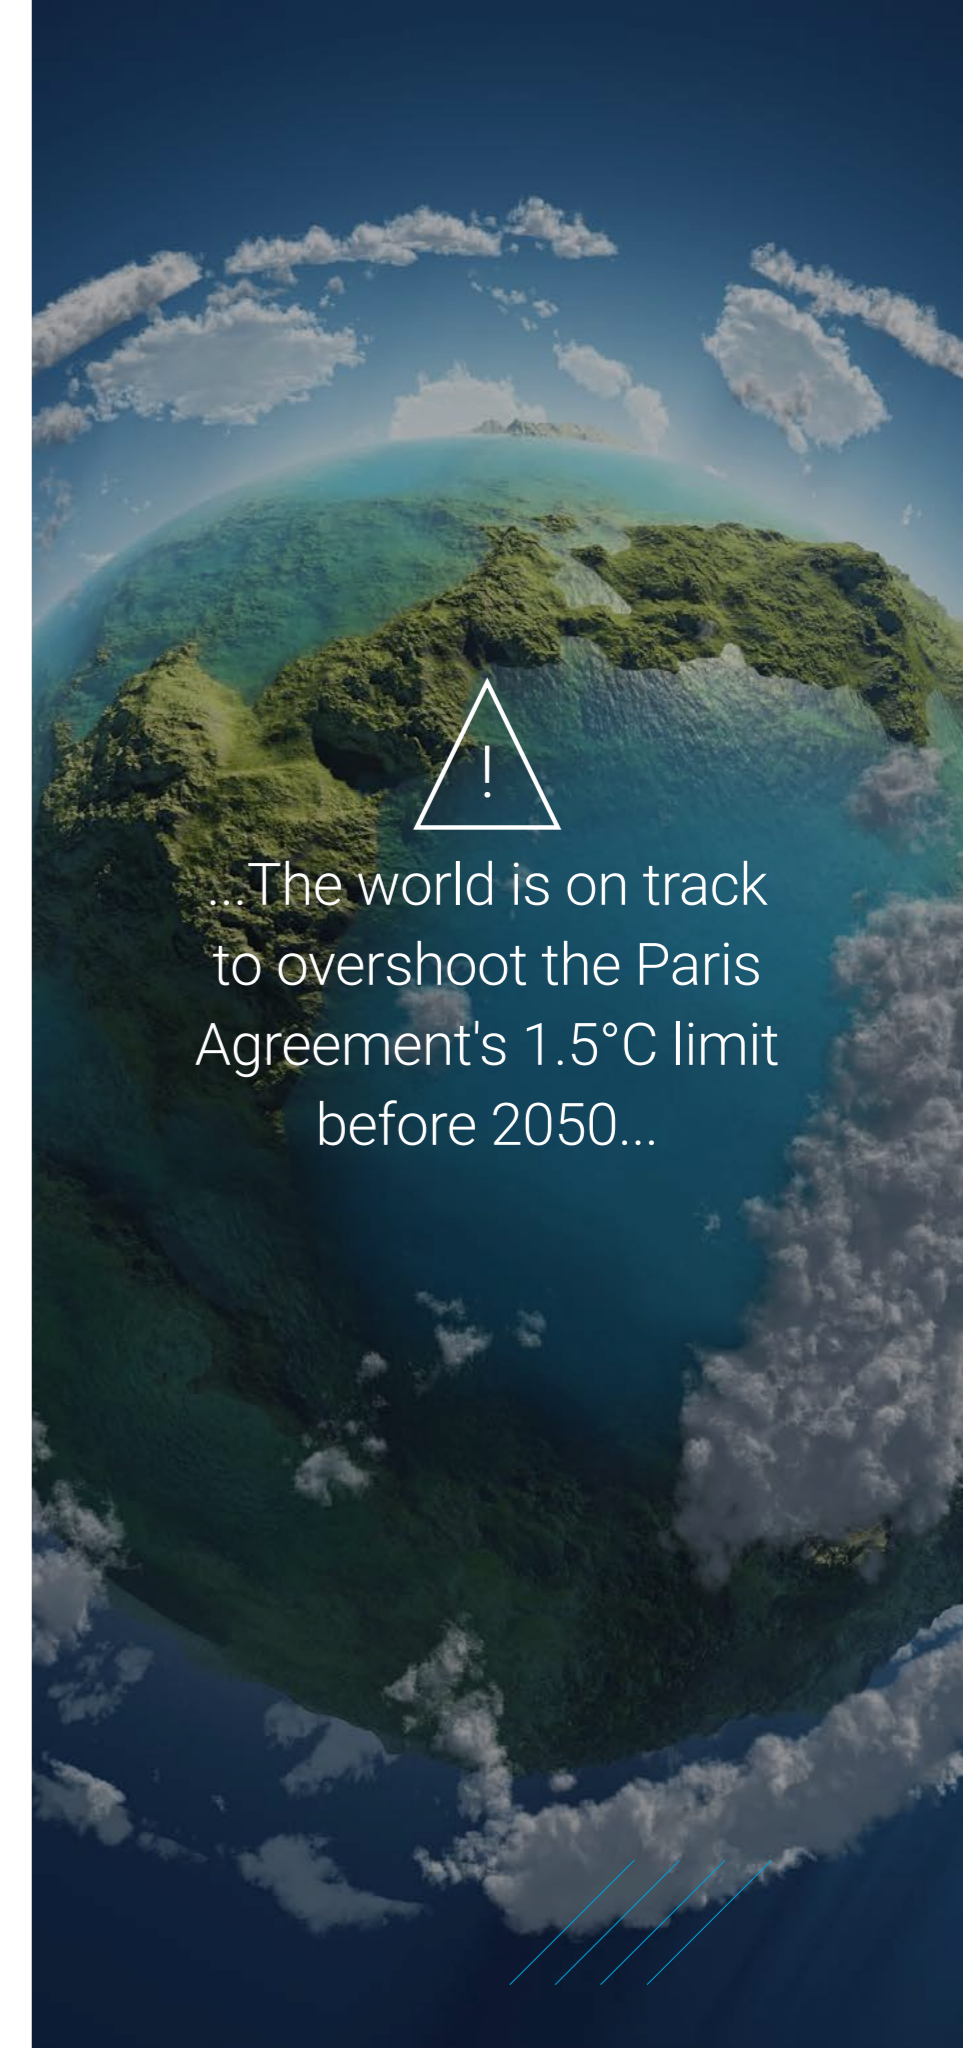 !
...The world is on track
to overshoot the Paris
Agreement's 1.5°C limit
before 2050...